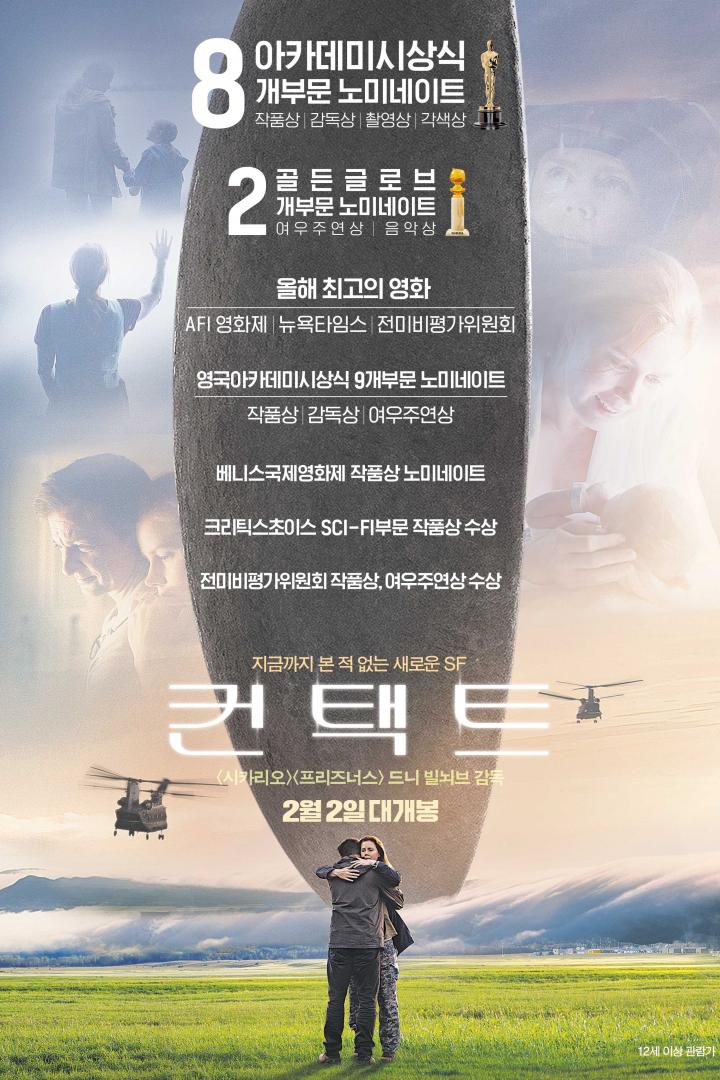 8 아카데미시상식
개부문 노미네이트
작품상 | 감독상 | 촬영상 | 각색상
2 골든글로브
개부문 노미네이트
여우주연상 | 음악상
올해 최고의 영화
AFI 영화제 | 뉴욕타임스 | 전미비평가위원회
영국아카데미시상식 9개부문 노미네이트
작품상 | 감독상 | 여우주연상
베니스국제영화제 작품상 노미네이트
크리틱스초이스 SCI-FI부문 작품상 수상
전미비평가위원회 작품상, 여우주연상 수상
지금까지 본 적 없는 새로운 SF
컨택트
<시카리오><프리즈너스> 드니 빌뇌브 감독
2월 2일 대개봉
12세 이상 관람가